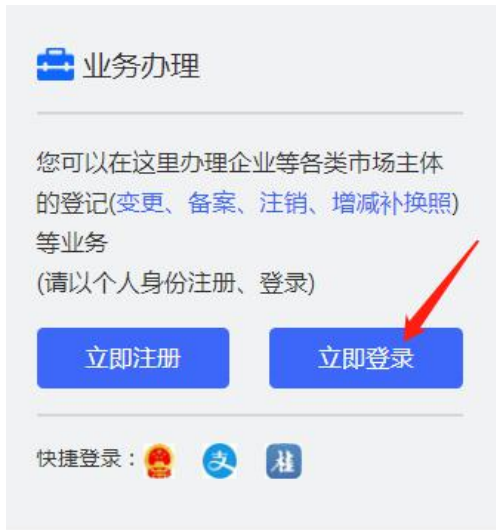 业务办理
您可以在这里办理企业等各类市场主体
的登记(变更、备案、注销、增减补换照)
等业务
(请以个人身份注册、登录)
立即注册
立即登录
快捷登录：
支
桂